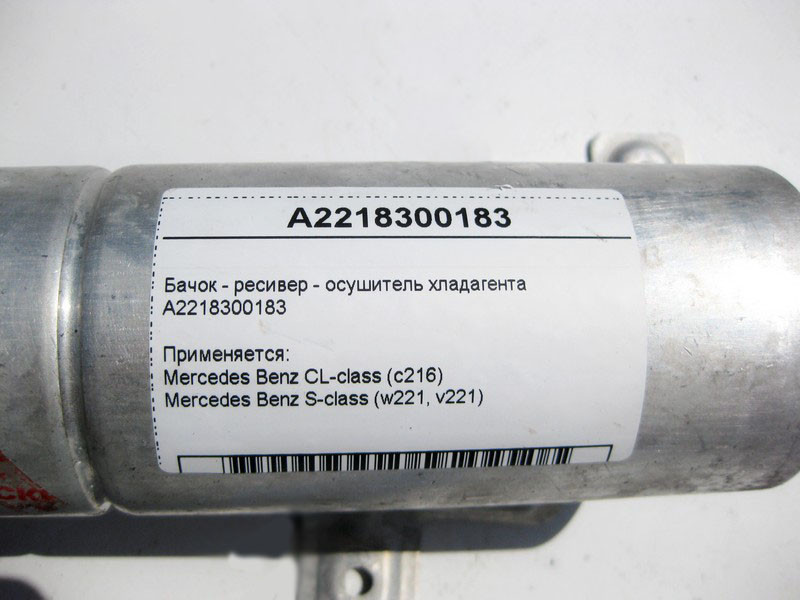 A2218300183
Бачок - ресивер - осушитель хладагента
A2218300183
Применяется:
Mercedes Benz CL-class (c216)
Mercedes Benz S-class (w221, v221)